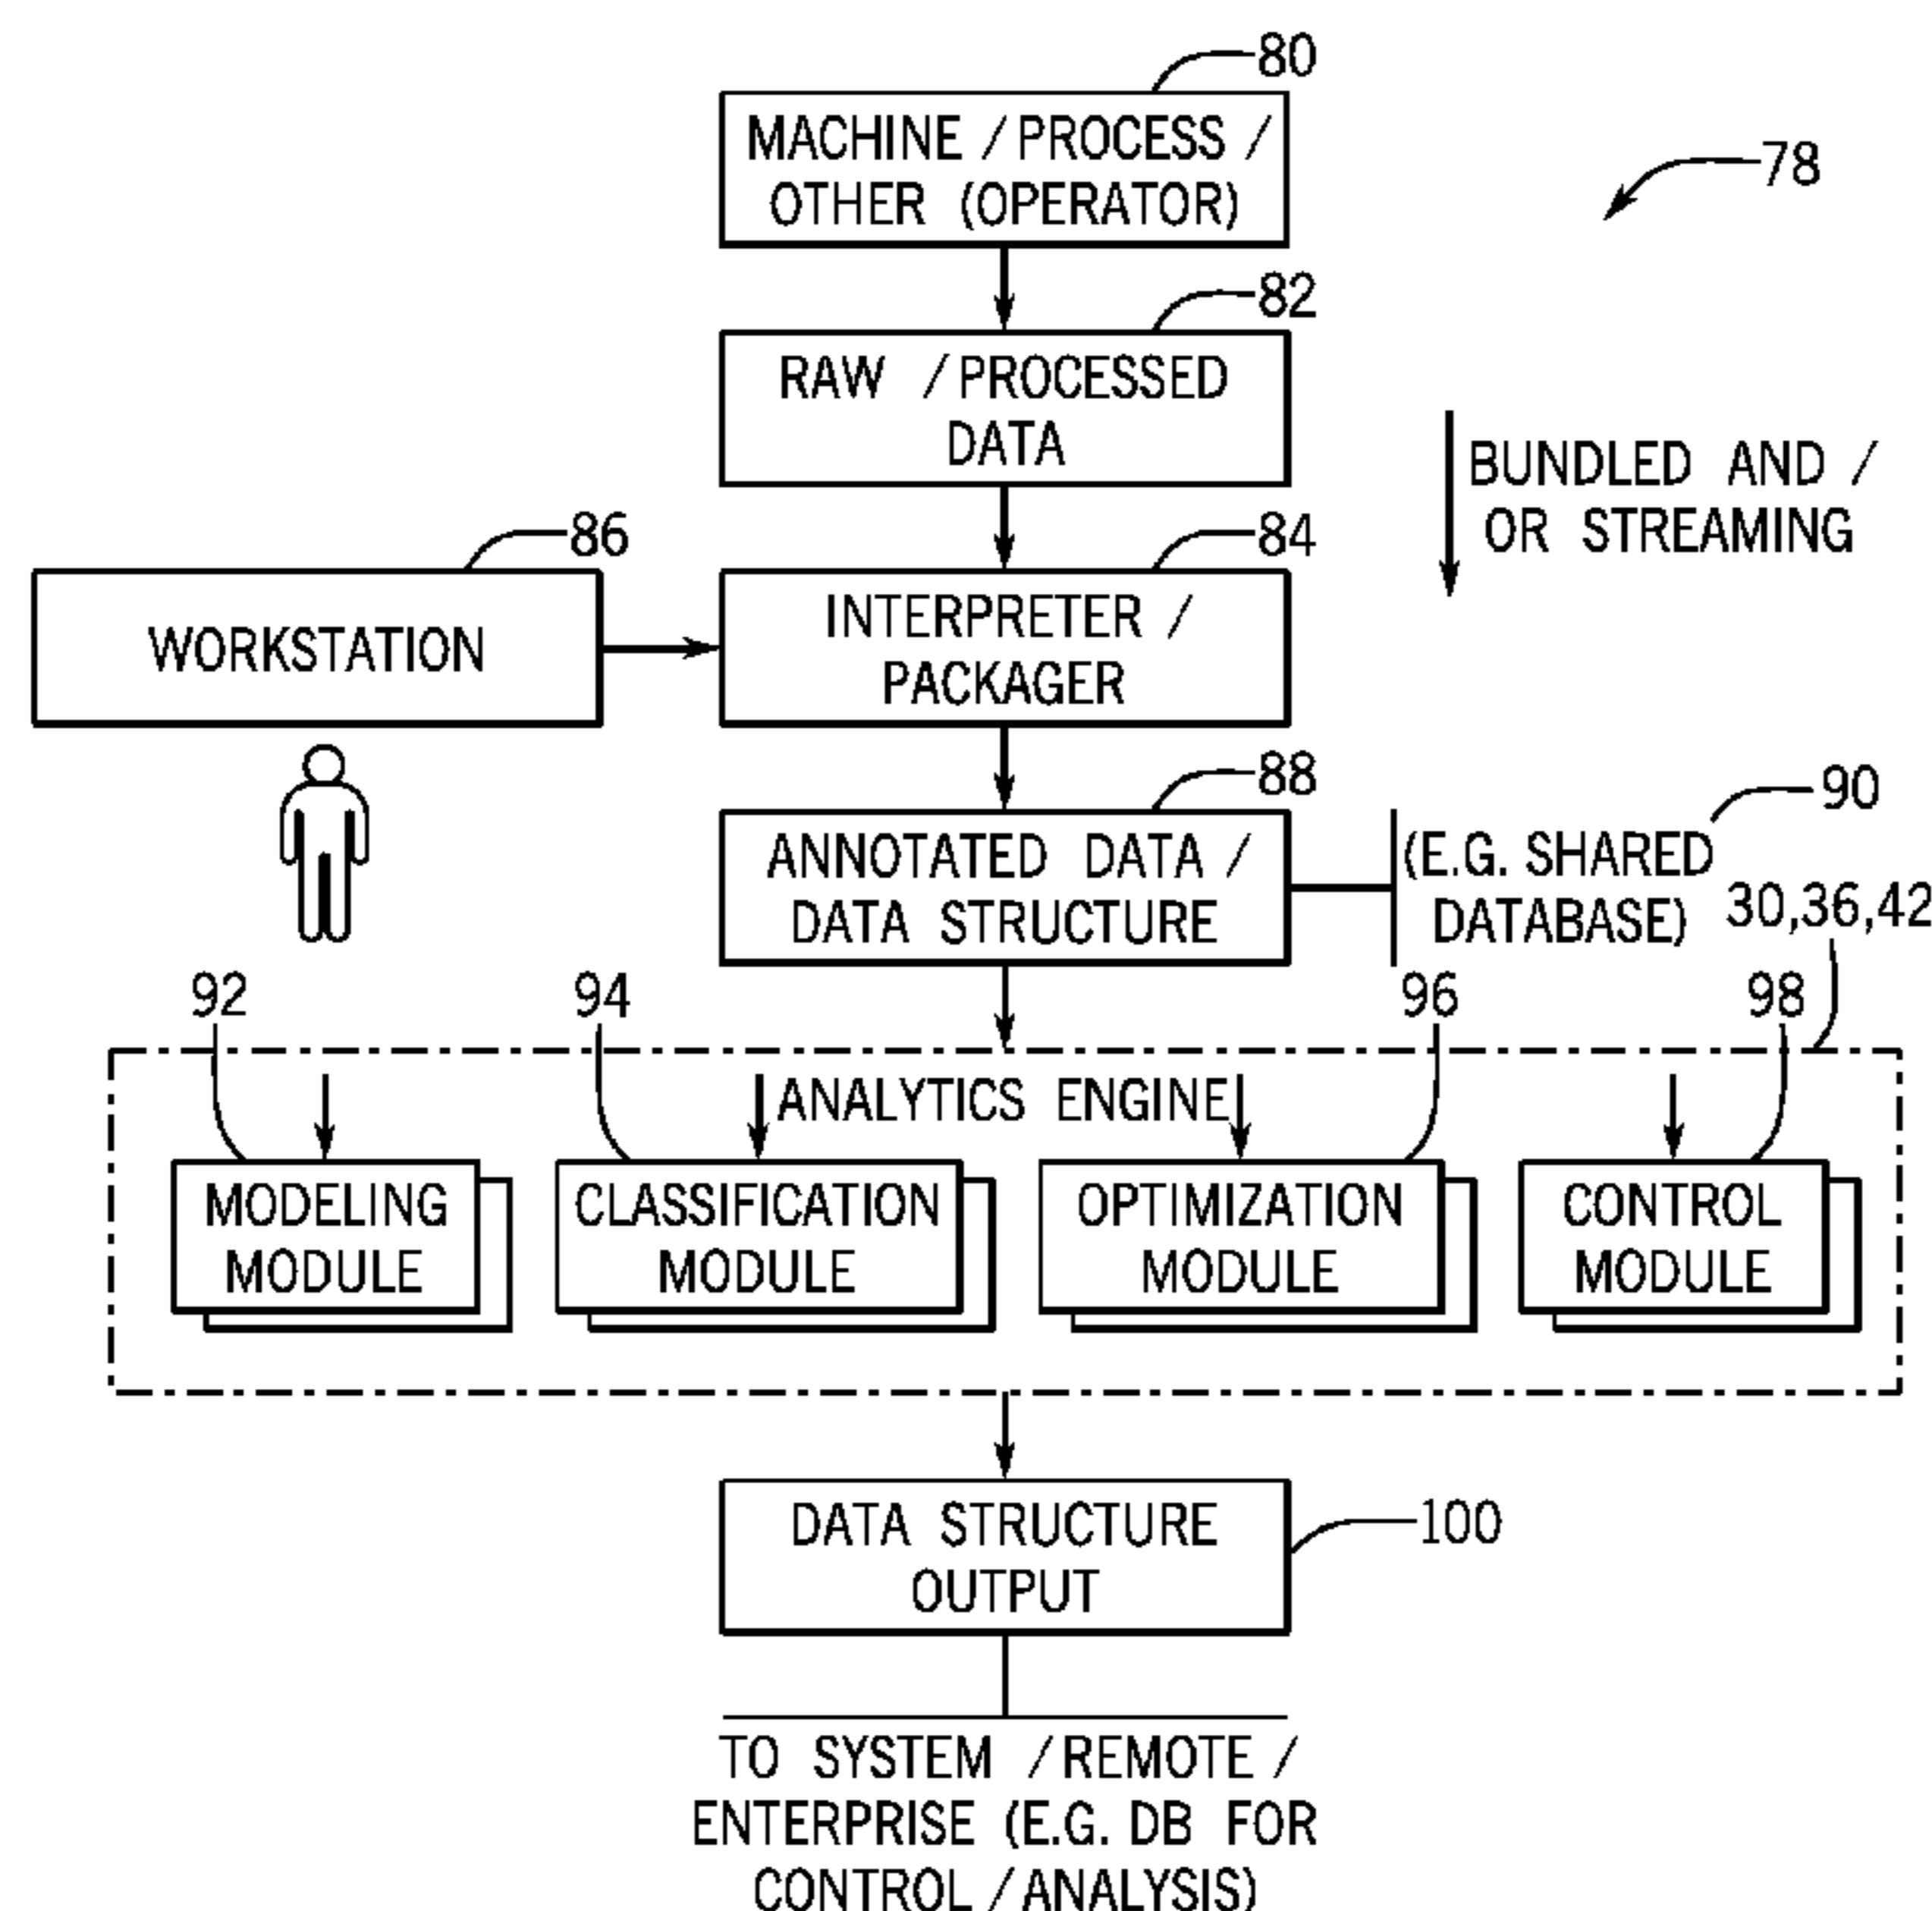 80
MACHINE / PROCESS /
OTHER (OPERATOR)
78
82
RAW / PROCESSED
DATA
BUNDLED AND /
OR STREAMING
86
WORKSTATION
84
INTERPRETER /
PACKAGER
88
ANNOTATED DATA /
DATA STRUCTURE
90
(E.G. SHARED
DATABASE)
30,36,42
92
94
96
98
ANALYTICS ENGINE
MODELING
MODULE
CLASSIFICATION
MODULE
OPTIMIZATION
MODULE
CONTROL
MODULE
DATA STRUCTURE
OUTPUT
100
TO SYSTEM / REMOTE /
ENTERPRISE (E.G. DB FOR
CONTROL / ANALYSIS)